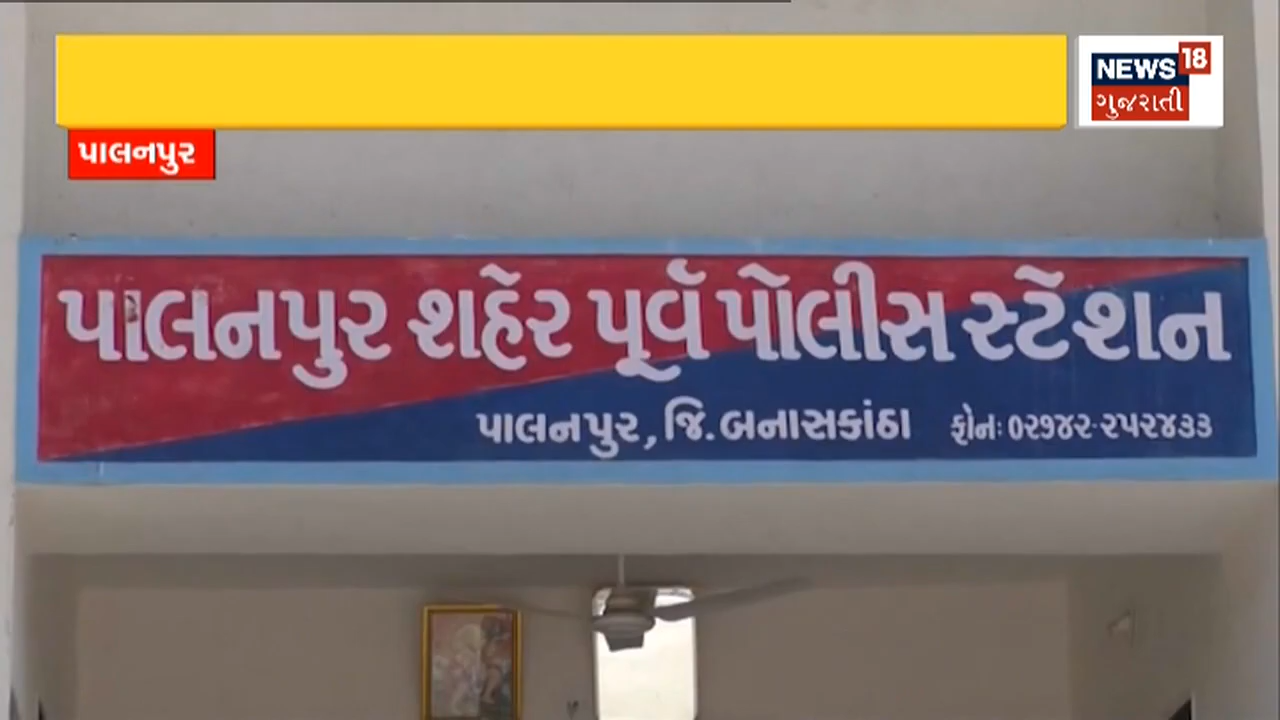 NEWS 18
ગુજરાતી
પાલનપુર
પાલનપુર શહેર પૂર્વ પોલીસ સ્ટેશન
પાલનપુર, જિ. બનાસકાંઠા ફોનઃ ૦૨૭૪૨-૨૫૨૪૩૩